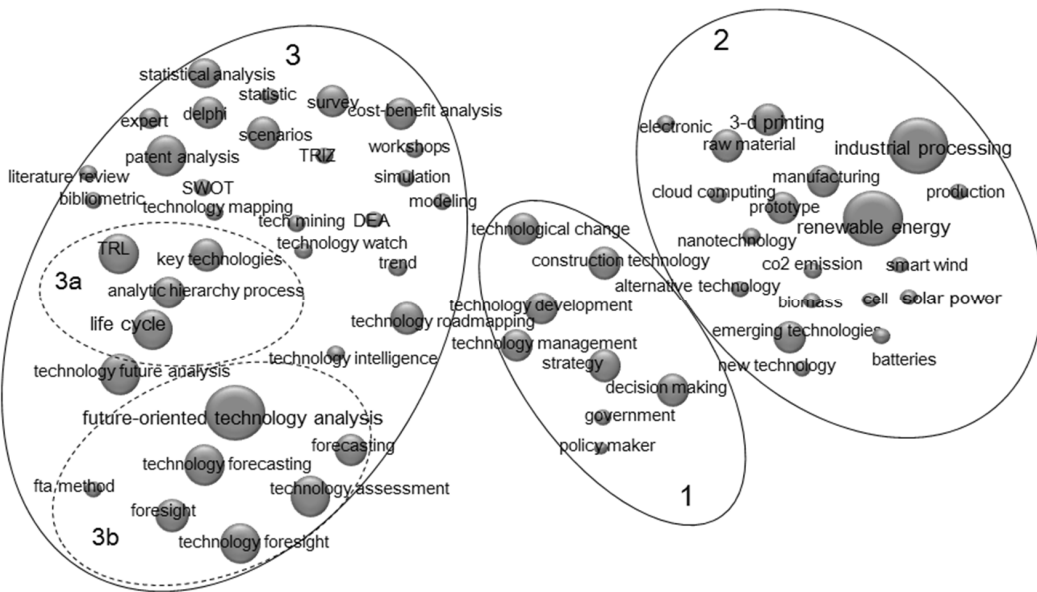 3
statistical analysis
statistic
survey
cost-benefit analysis
expert
delphi
scenarios
patent analysis
TRIZ
workshops
literature review
SWOT
simulation
bibliometric
technology mapping
modeling
tech mining
DEA
technology watch
trend
TRL
key technologies
3a
analytic hierarchy process
life cycle
technology roadmapping
technology intelligence
technology future analysis
future-oriented technology analysis
forecasting
technology forecasting
fta method
technology assessment
foresight
3b
technology foresight
technological change
construction technology
technology development
technology management
strategy
decision making
government
policy maker
1
2
electronic
3-d printing
raw material
industrial processing
manufacturing
cloud computing
production
prototype
renewable energy
nanotechnology
co2 emission
smart wind
alternative technology
biomass
cell
solar power
emerging technologies
batteries
new technology